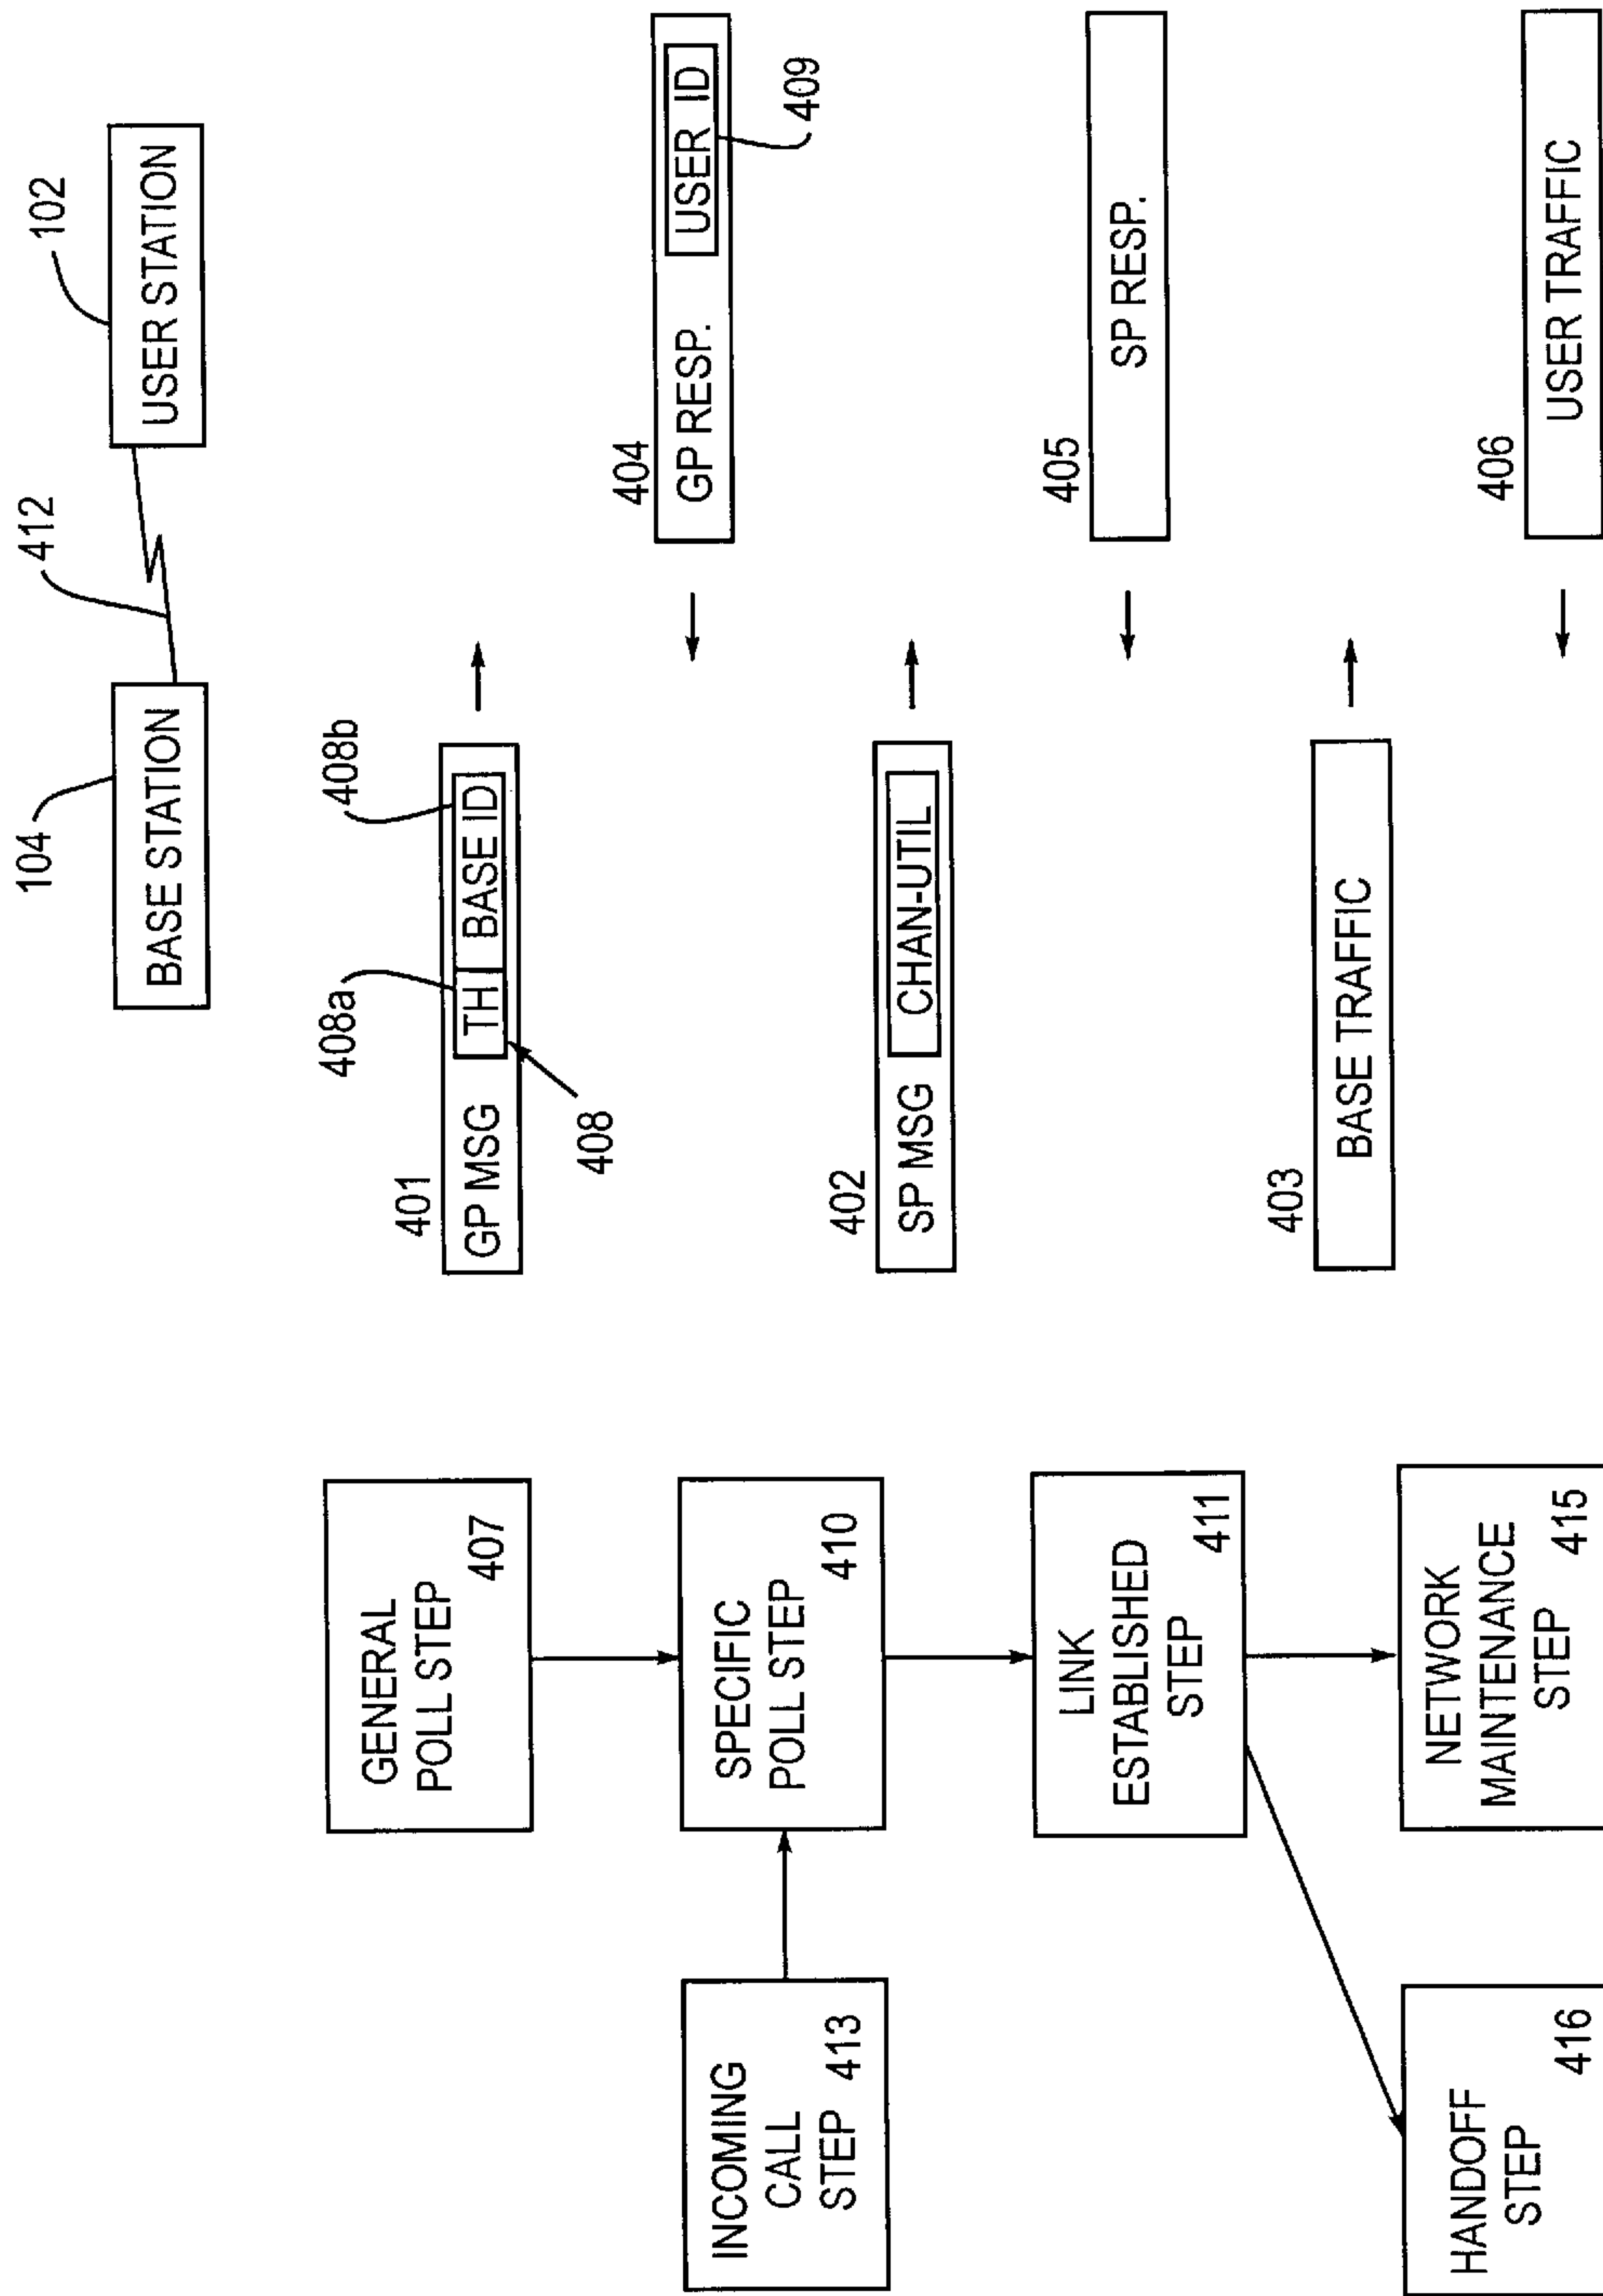 104
BASE STATION
412
102
USER STATION
GENERAL
POLL STEP
407
401
GP MSG
TH
BASE ID
408a
408b
408
404
GP RESP.
USER ID
409
INCOMING
CALL
STEP 413
SPECIFIC
POLL STEP
410
402
SP MSG
CHAN-UTIL
405
SP RESP.
LINK
ESTABLISHED
STEP
411
403
BASE TRAFFIC
406
USER TRAFFIC
HANDOFF
STEP
416
NETWORK
MAINTENANCE
STEP 415